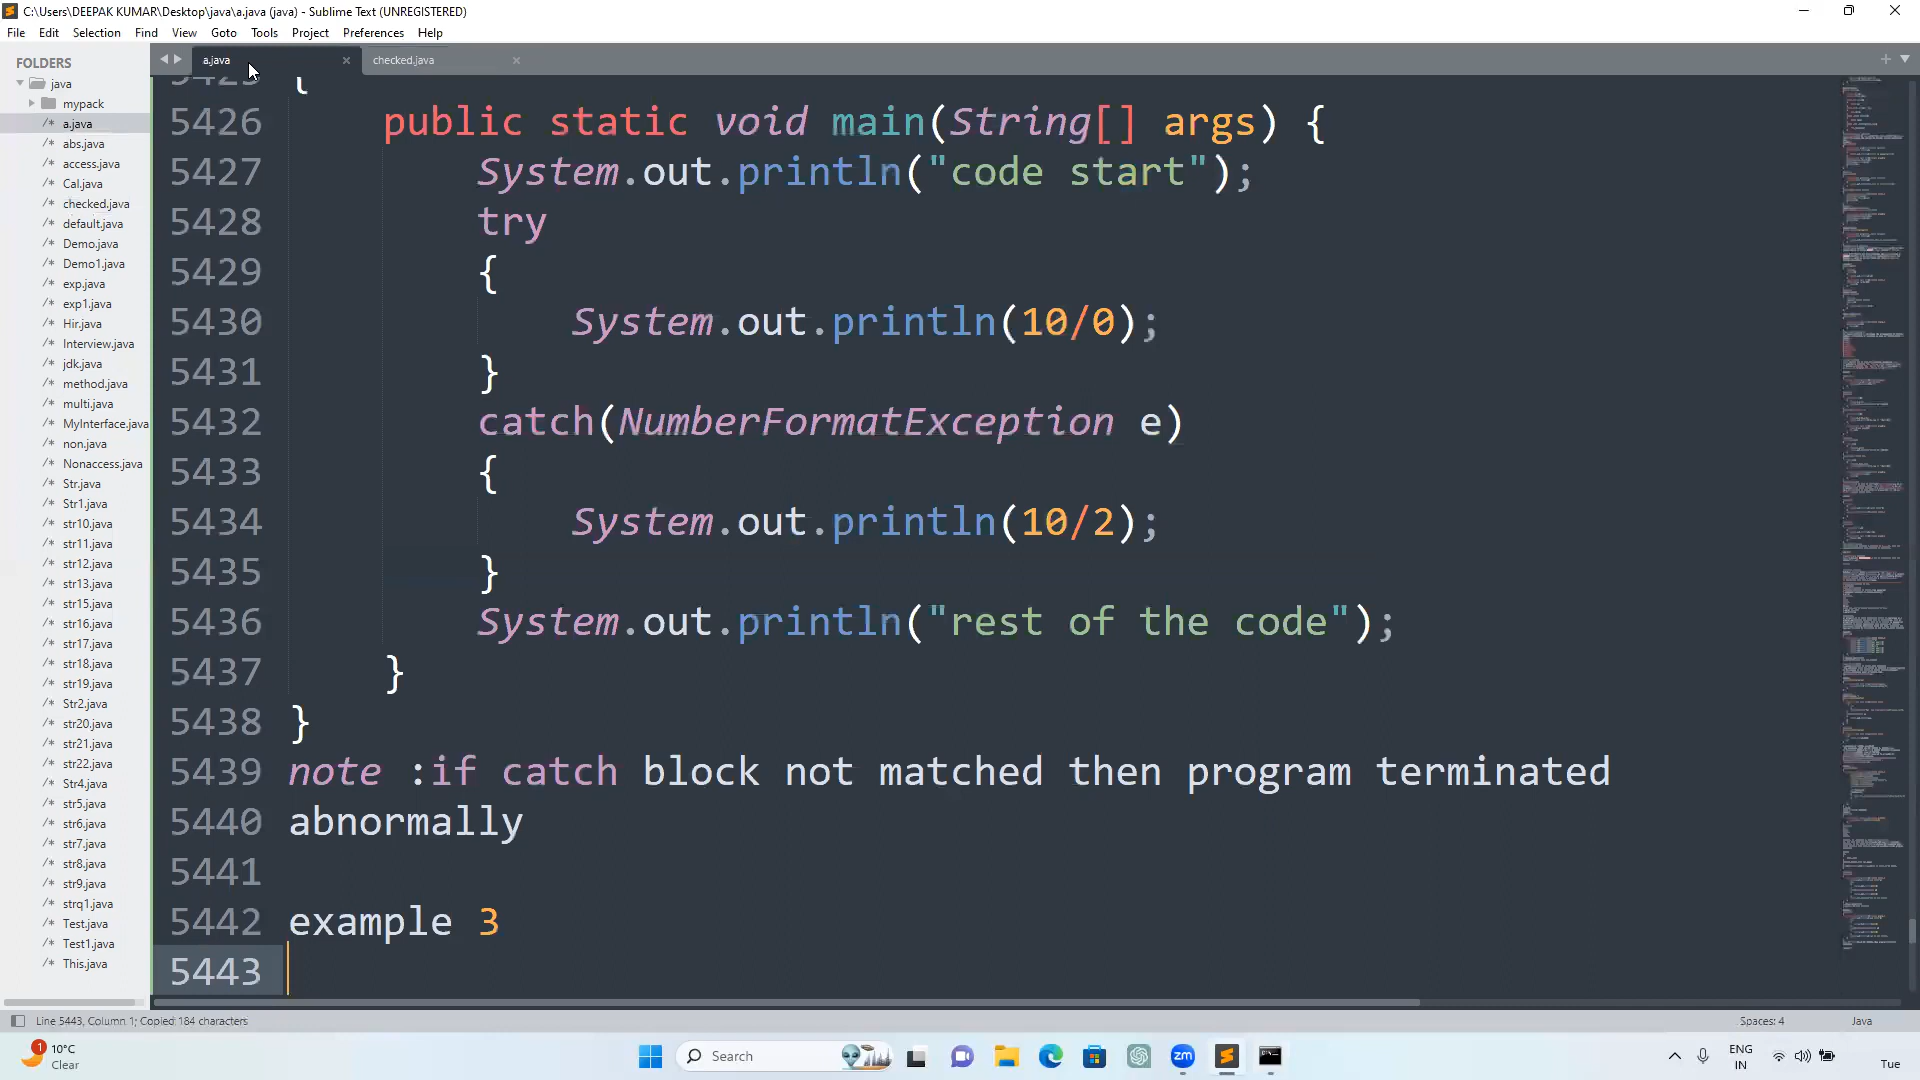 C:\Users\DEEPAK KUMAR\Desktop\java\a.java (java) - Sublime Text (UNREGISTERED)
File Edit Selection Find View Goto Tools Project Preferences Help
FOLDERS
java
mypack
/* a.java
/* abs.java
/* access.java
/* Cal.java
/* checked.java
/* default.java
/* Demo.java
/* Demo1.java
/* exp.java
/* exp1.java
/* Hir.java
/* Interview.java
/* jdk.java
/* method.java
/* multi.java
/* MyInterface.java
/* non.java
/* Nonaccess.java
/* Str.java
/* Str1.java
/* str10.java
/* str11.java
/* str12.java
/* str13.java
/* str15.java
/* str16.java
/* str17.java
/* str18.java
/* str19.java
/* Str2.java
/* str20.java
/* str21.java
/* str22.java
/* Str4.java
/* str5.java
/* str6.java
/* str7.java
/* str8.java
/* str9.java
/* strq1.java
/* Test.java
/* Test1.java
/* This.java
a.java checked.java
5425 {
5426 public static void main(String[] args) {
5427 System.out.println("code start");
5428 try
5429 {
5430 System.out.println(10/0);
5431 }
5432 catch(NumberFormatException e)
5433 {
5434 System.out.println(10/2);
5435 }
5436 System.out.println("rest of the code");
5437 }
5438 }
5439 note :if catch block not matched then program terminated
5440 abnormally
5441
5442 example 3
5443
Line 5443, Column 1; Copied 184 characters
Spaces: 4 Java
1
10°C
Clear
Search
zm
ENG
IN
Tue